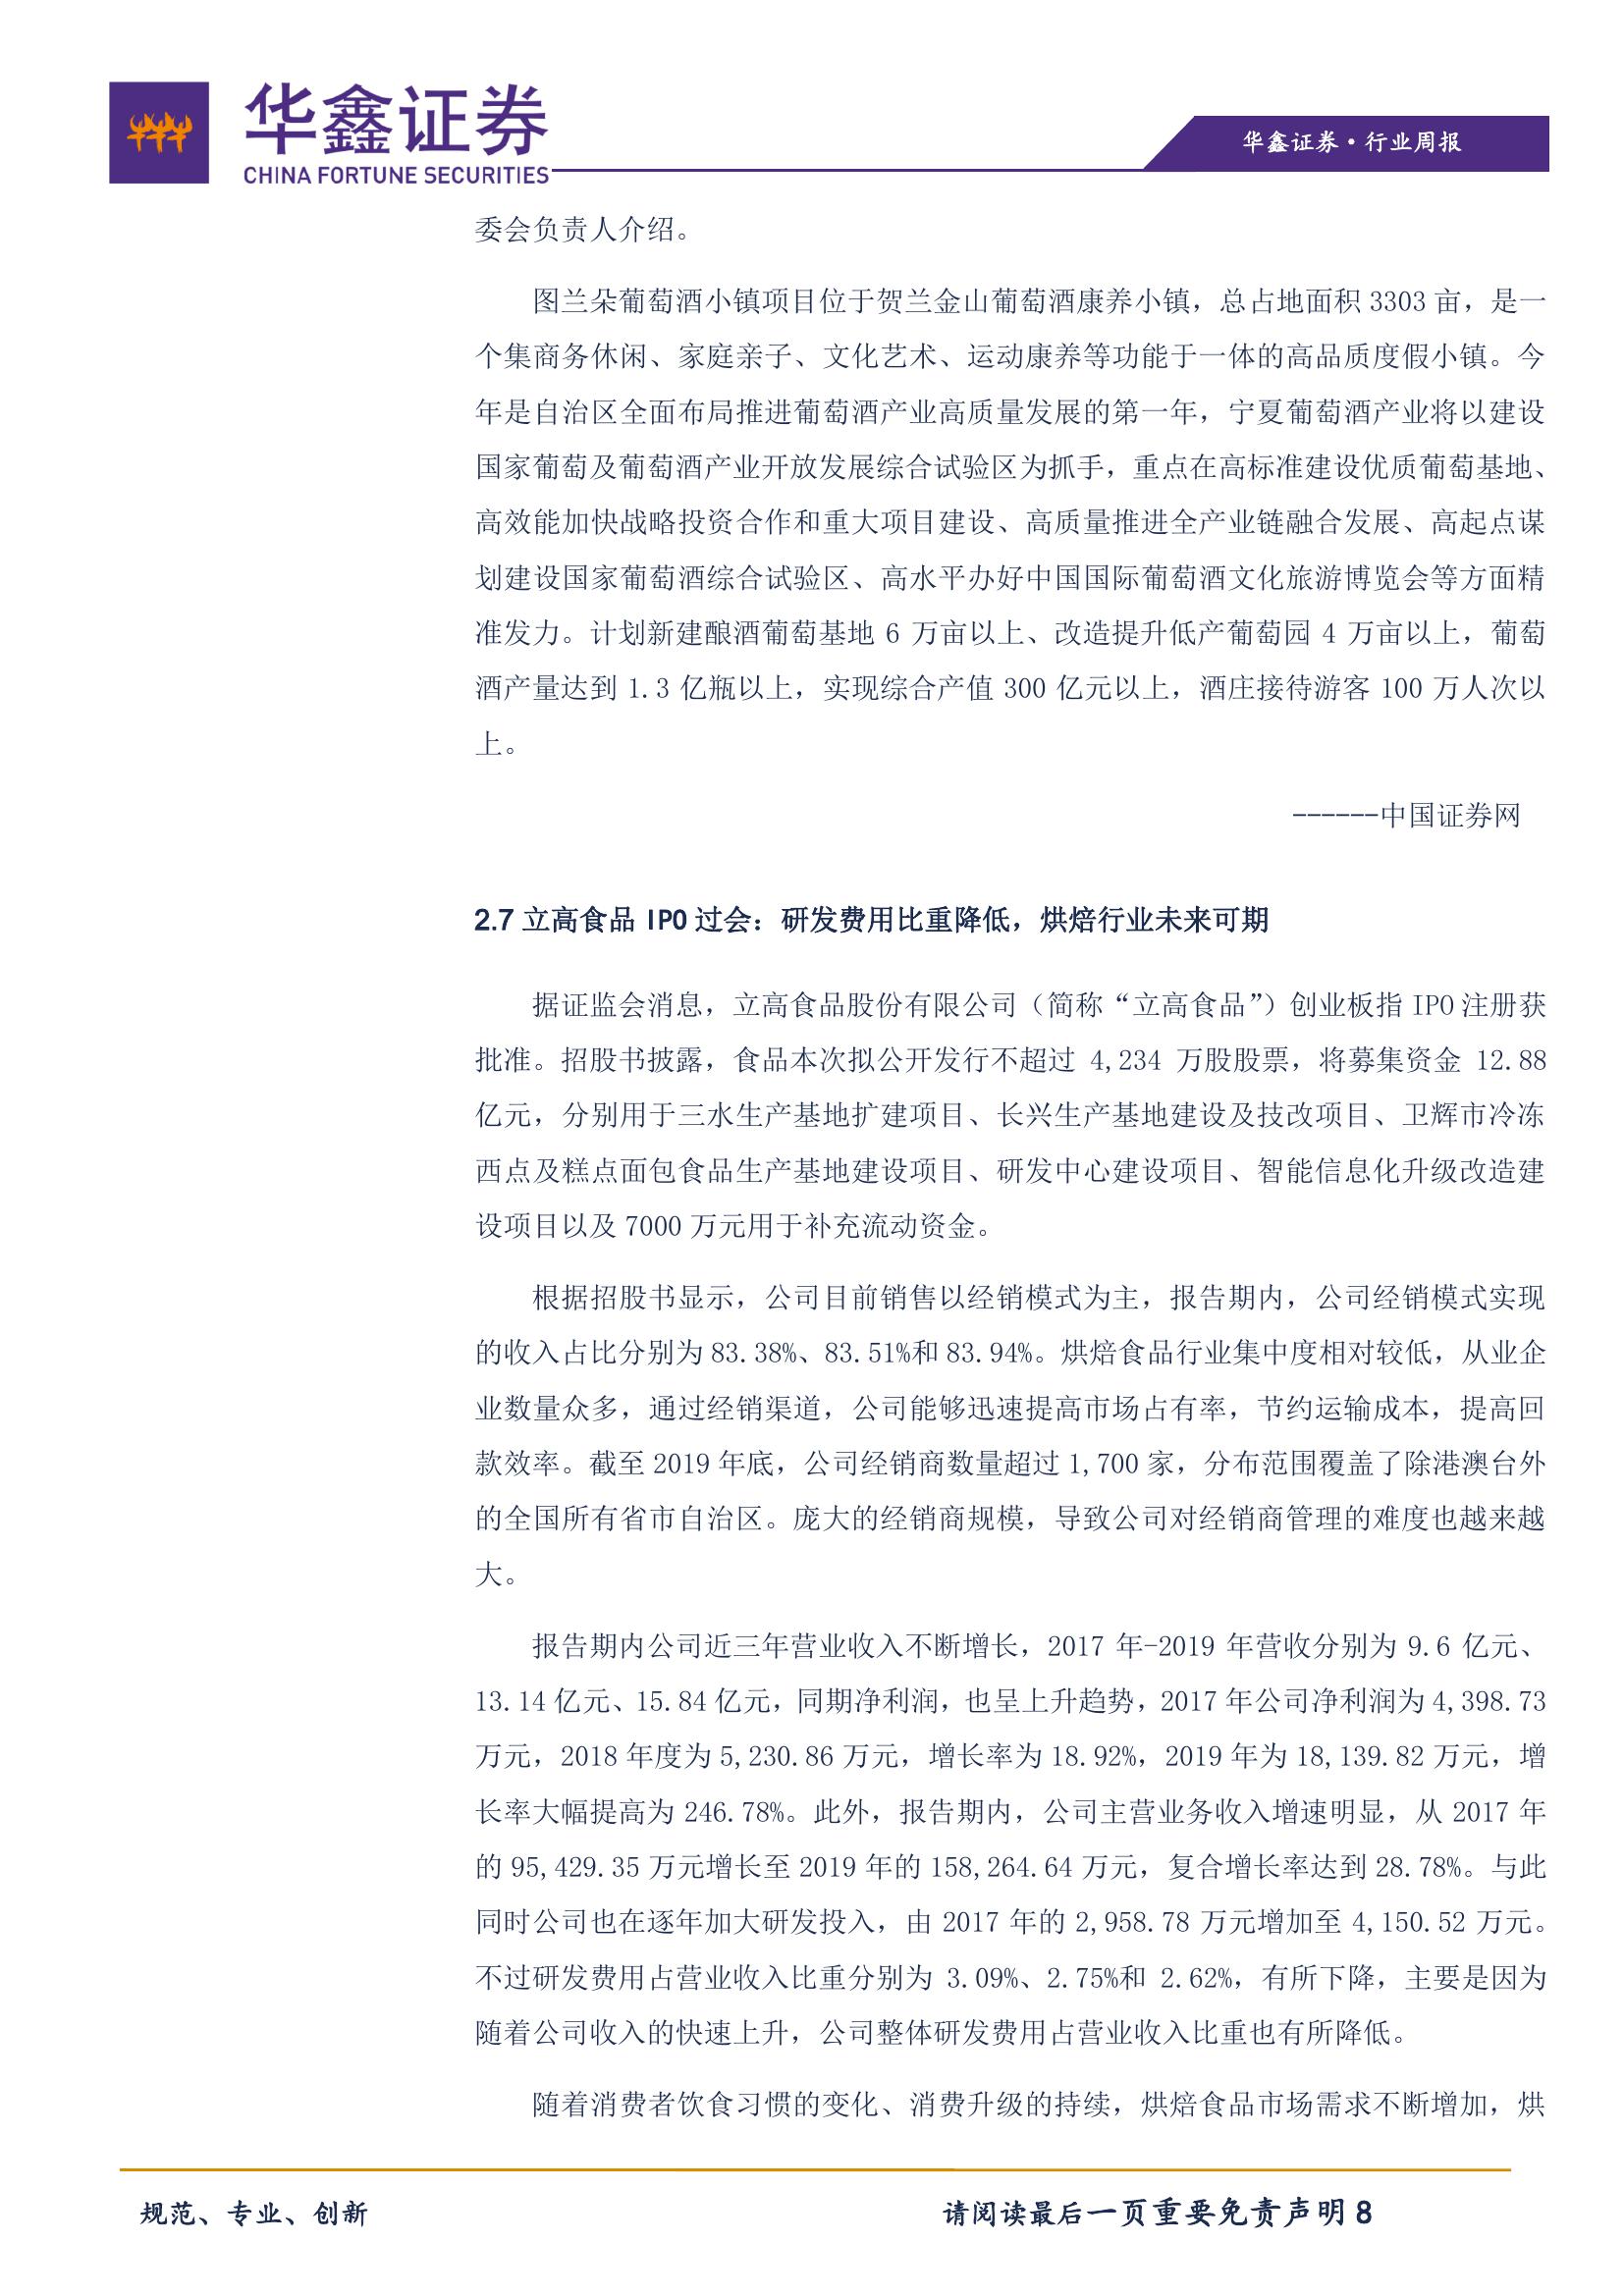 华鑫证券
CHINA FORTUNE SECURITIES
华鑫证券·行业周报
委会负责人介绍。
图兰朵葡萄酒小镇项目位于贺兰金山葡萄酒康养小镇，总占地面积 3303 亩，是一
个集商务休闲、家庭亲子、文化艺术、运动康养等功能于一体的高品质度假小镇。今
年是自治区全面布局推进葡萄酒产业高质量发展的第一年，宁夏葡萄酒产业将以建设
国家葡萄及葡萄酒产业开放发展综合试验区为抓手，重点在高标准建设优质葡萄基地、
高效能加快战略投资合作和重大项目建设、高质量推进全产业链融合发展、高起点谋
划建设国家葡萄酒综合试验区、高水平办好中国国际葡萄酒文化旅游博览会等方面精
准发力。计划新建酿酒葡萄基地 6 万亩以上、改造提升低产葡萄园 4 万亩以上，葡萄
酒产量达到 1.3 亿瓶以上，实现综合产值 300 亿元以上，酒庄接待游客 100 万人次以
上。
------中国证券网
2.7 立高食品 IPO 过会：研发费用比重降低，烘焙行业未来可期
据证监会消息，立高食品股份有限公司（简称“立高食品”）创业板指 IPO 注册获
批准。招股书披露，食品本次拟公开发行不超过 4,234 万股股票，将募集资金 12.88
亿元，分别用于三水生产基地扩建项目、长兴生产基地建设及技改项目、卫辉市冷冻
西点及糕点面包食品生产基地建设项目、研发中心建设项目、智能信息化升级改造建
设项目以及 7000 万元用于补充流动资金。
根据招股书显示，公司目前销售以经销模式为主，报告期内，公司经销模式实现
的收入占比分别为 83.38%、83.51%和 83.94%。烘焙食品行业集中度相对较低，从业企
业数量众多，通过经销渠道，公司能够迅速提高市场占有率，节约运输成本，提高回
款效率。截至 2019 年底，公司经销商数量超过 1,700 家，分布范围覆盖了除港澳台外
的全国所有省市自治区。庞大的经销商规模，导致公司对经销商管理的难度也越来越
大。
报告期内公司近三年营业收入不断增长，2017 年-2019 年营收分别为 9.6 亿元、
13.14 亿元、15.84 亿元，同期净利润，也呈上升趋势，2017 年公司净利润为 4,398.73
万元，2018 年度为 5,230.86 万元，增长率为 18.92%，2019 年为 18,139.82 万元，增
长率大幅提高为 246.78%。此外，报告期内，公司主营业务收入增速明显，从 2017 年
的 95,429.35 万元增长至 2019 年的 158,264.64 万元，复合增长率达到 28.78%。与此
同时公司也在逐年加大研发投入，由 2017 年的 2,958.78 万元增加至 4,150.52 万元。
不过研发费用占营业收入比重分别为 3.09%、2.75%和 2.62%，有所下降，主要是因为
随着公司收入的快速上升，公司整体研发费用占营业收入比重也有所降低。
随着消费者饮食习惯的变化、消费升级的持续，烘焙食品市场需求不断增加，烘
规范、专业、创新
请阅读最后一页重要免责声明 8